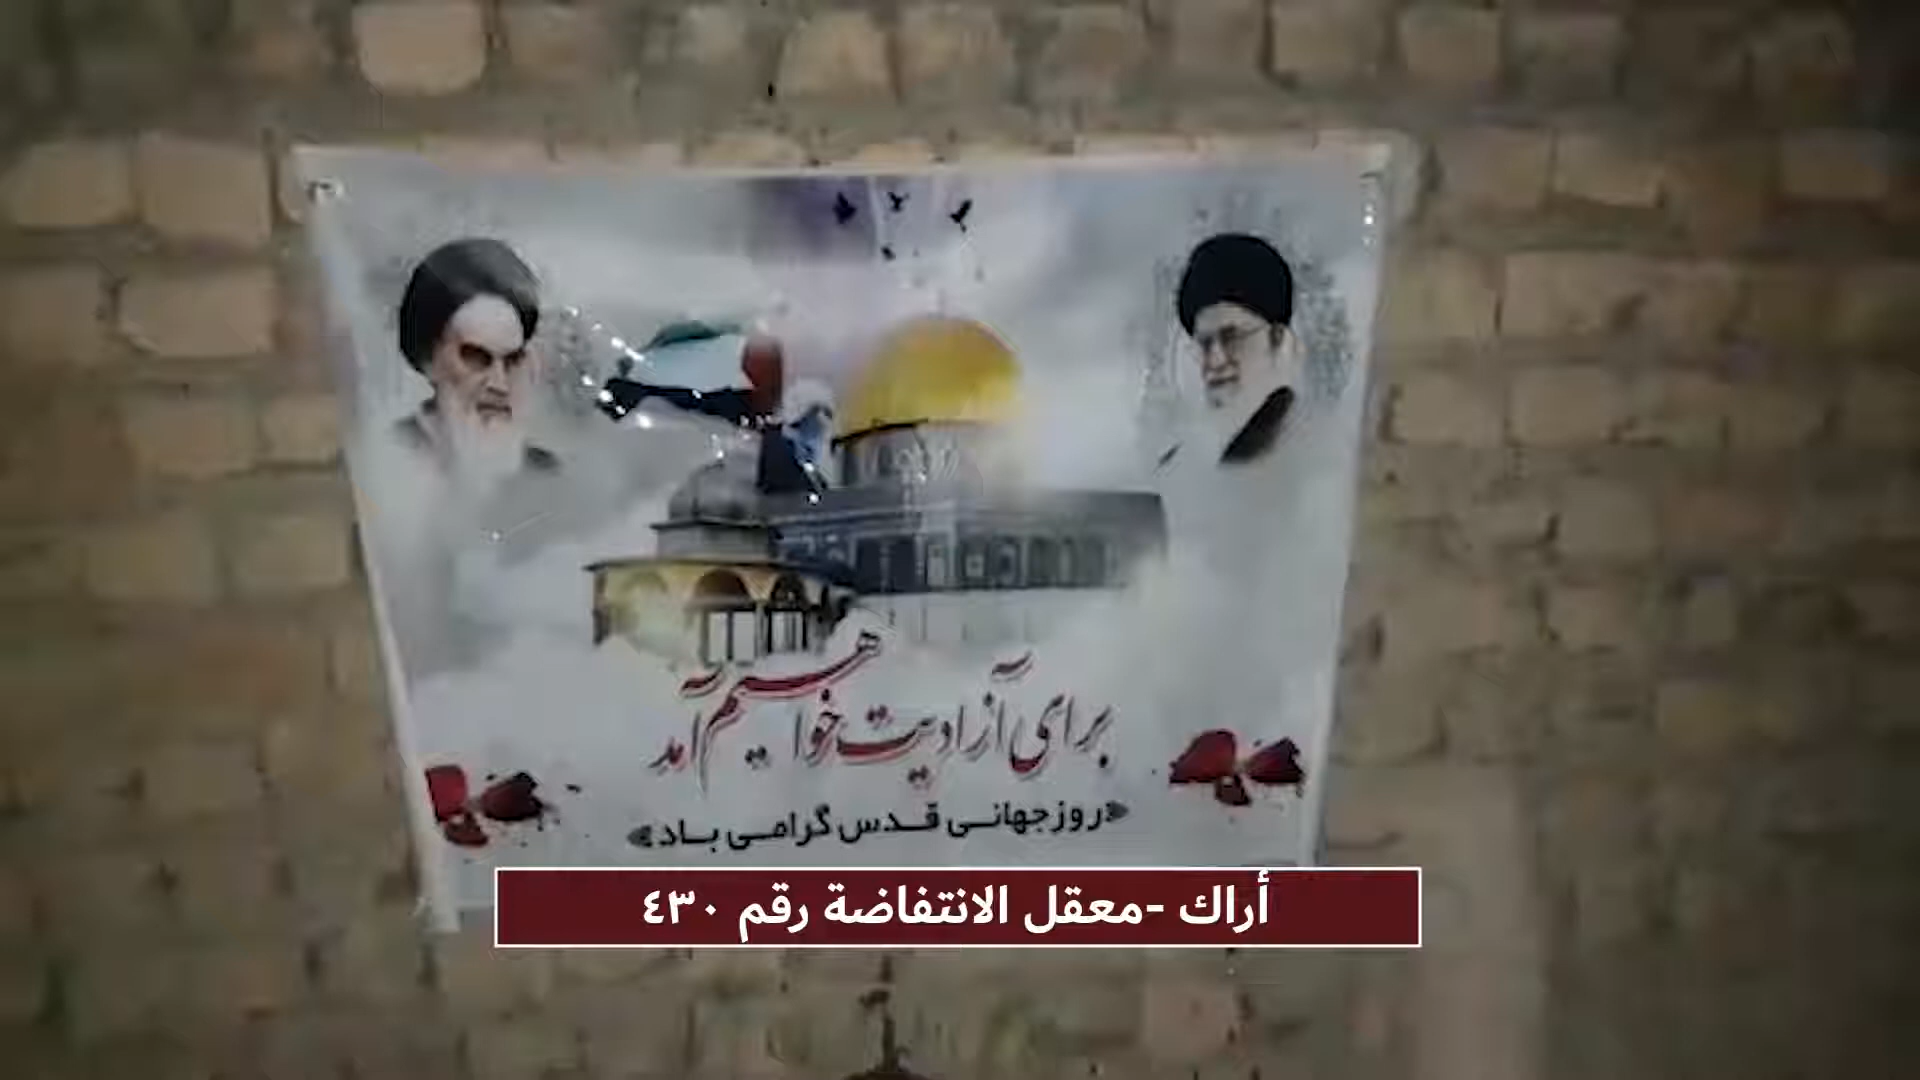 برای آزادیت خواهیم آمد
«روز جهانی قدس گرامی باد»
أراك -معقل الانتفاضة رقم ٤٣٠